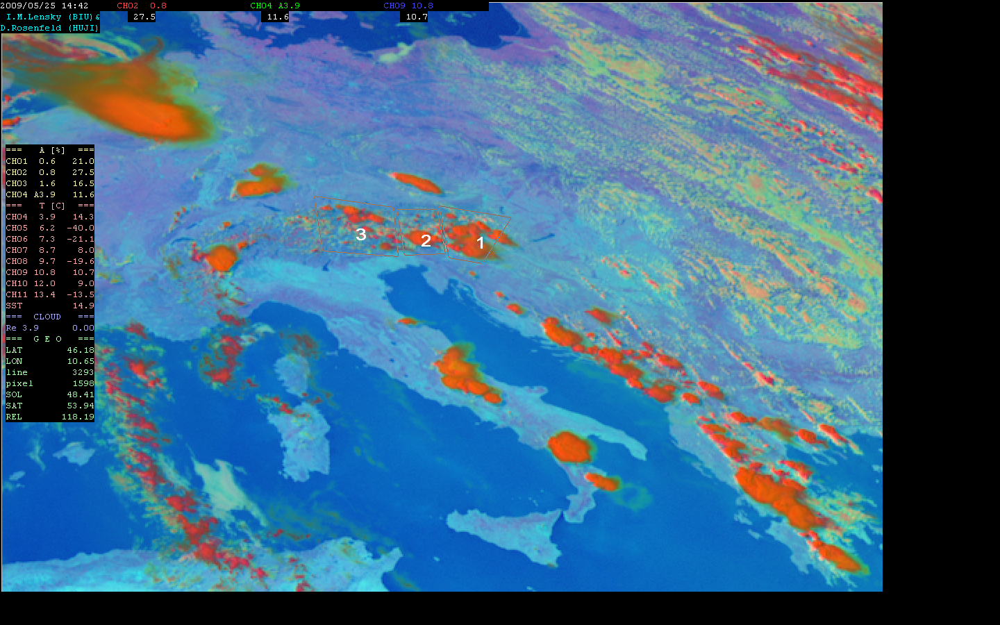 2009/05/25 14:42 CH02 0.8 CH04 A3.9 CH09 10.8
I.M.Lensky (BIU)& 27.5 11.6 10.7
D.Rosenfeld (HUJI)
=== A [%] ===
CH01 0.6 21.0
CH02 0.8 27.5
CH03 1.6 16.5
CH04 A3.9 11.6
=== T [C] ===
CH04 3.9 14.3
CH05 6.2 -40.0
CH06 7.3 -21.1
CH07 8.7 8.0
CH08 9.7 -19.6
CH09 10.8 10.7
CH10 12.0 9.0
CH11 13.4 -13.5
SST 14.9
=== CLOUD ===
Re 3.9 0.00
=== G E O ===
LAT 46.18
LON 10.65
line 3293
pixel 1598
SOL 48.41
SAT 53.94
REL 118.19
3 2 1